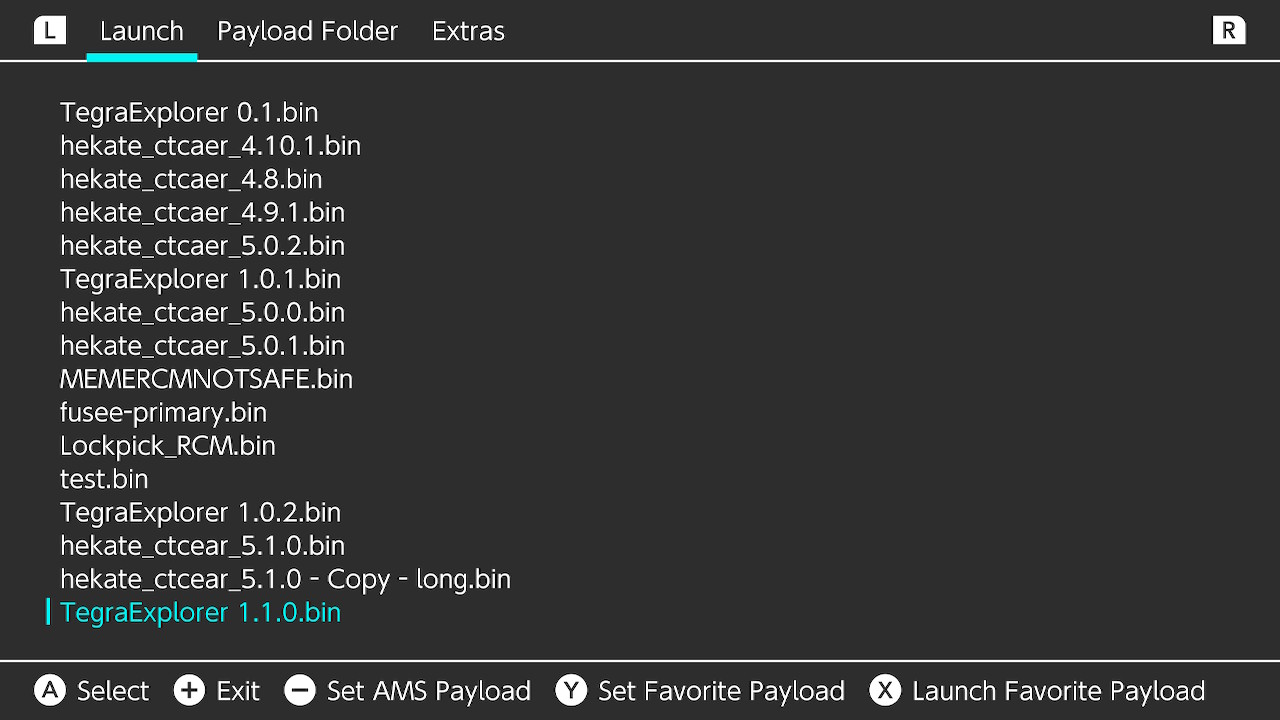 L Launch Payload Folder Extras R
TegraExplorer 0.1.bin
hekate_ctcaer_4.10.1.bin
hekate_ctcaer_4.8.bin
hekate_ctcaer_4.9.1.bin
hekate_ctcaer_5.0.2.bin
TegraExplorer 1.0.1.bin
hekate_ctcaer_5.0.0.bin
hekate_ctcaer_5.0.1.bin
MEMERCMNOTSAFE.bin
fusee-primary.bin
Lockpick_RCM.bin
test.bin
TegraExplorer 1.0.2.bin
hekate_ctcear_5.1.0.bin
hekate_ctcear_5.1.0 - Copy - long.bin
TegraExplorer 1.1.0.bin
A Select + Exit − Set AMS Payload Y Set Favorite Payload X Launch Favorite Payload